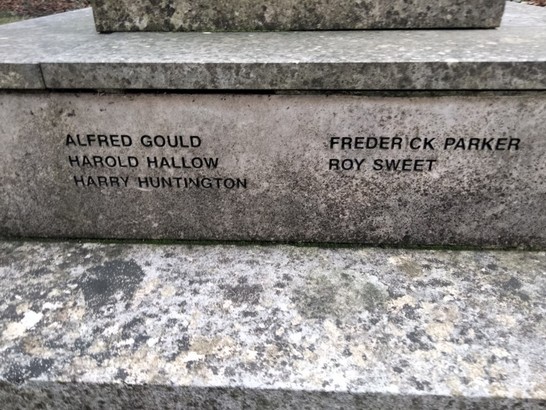 ALFRED GOULD
HAROLD HALLOW
HARRY HUNTINGTON
FREDERICK PARKER
ROY SWEET